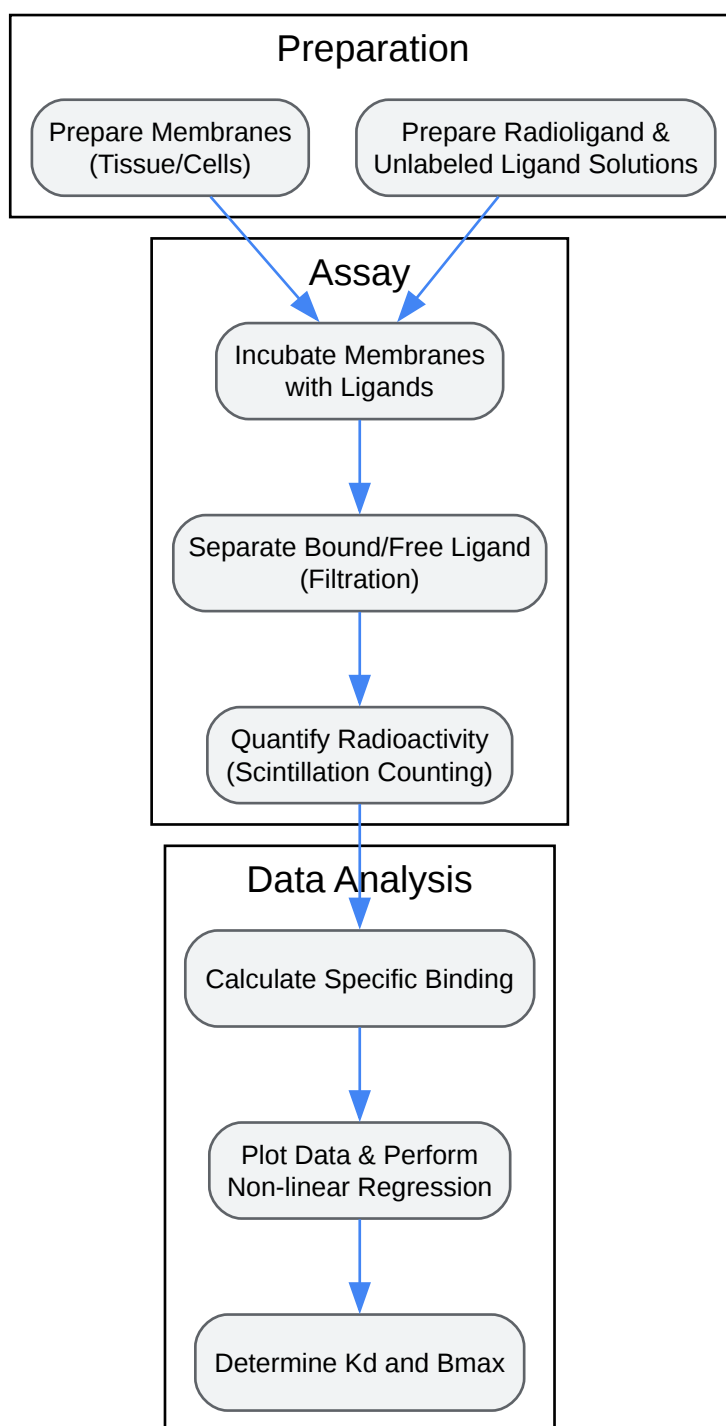 Preparation
Prepare Membranes
(Tissue/Cells)
Prepare Radioligand &
Unlabeled Ligand Solutions
Assay
Incubate Membranes
with Ligands
Separate Bound/Free Ligand
(Filtration)
Quantify Radioactivity
(Scintillation Counting)
Data Analysis
Calculate Specific Binding
Plot Data & Perform
Non-linear Regression
Determine Kd and Bmax